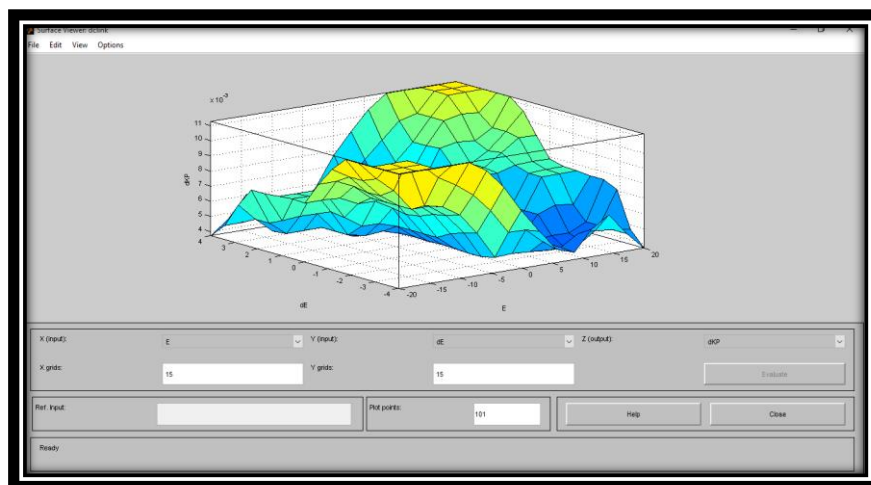 Surface Viewer: dclink
File Edit View Options
x 10⁻³
11
10
9
8
7
6
5
4
dKP
4 3 2 1 0 -1 -2 -3 -4
dE
-20 -15 -10 -5 0 5 10 15 20
E
X (input): E Y (input): dE Z (output): dKP
X grids: 15 Y grids: 15 Evaluate
Ref. Input: Plot points: 101 Help Close
Ready